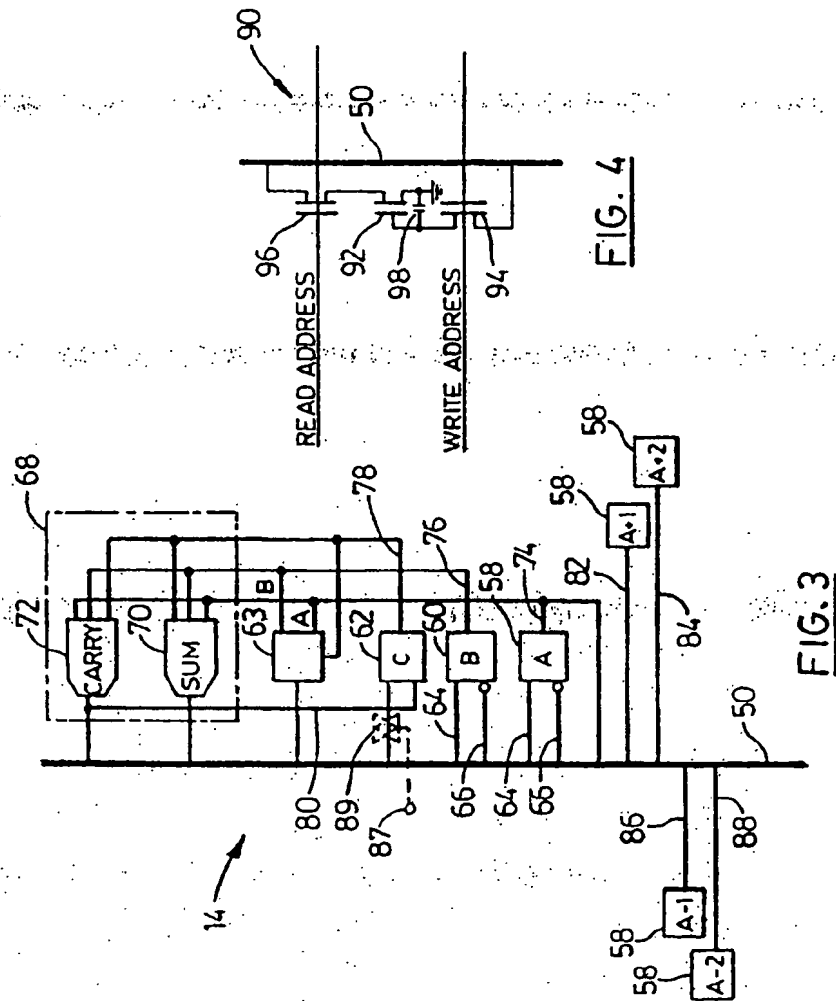 14
68
72
CARRY
70
SUM
B
A
63
80
89
87
62
C
78
64
60
B
76
66
64
58
A
74
66
82
58
A+1
58
A+2
84
50
86
58
A-1
88
58
A-2
FIG. 3
READ ADDRESS
96
92
98
50
90
WRITE ADDRESS
94
FIG. 4